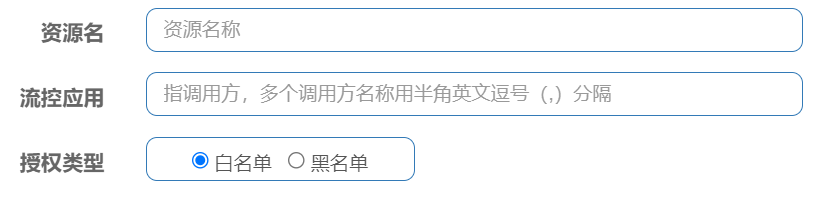 资源名 资源名称
流控应用 指调用方，多个调用方名称用半角英文逗号（,）分隔
授权类型 白名单 黑名单